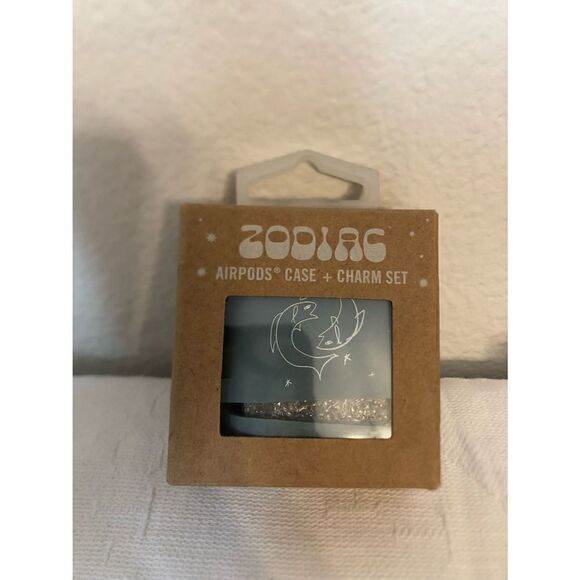 ZODIAC
AIRPODS® CASE + CHARM SET